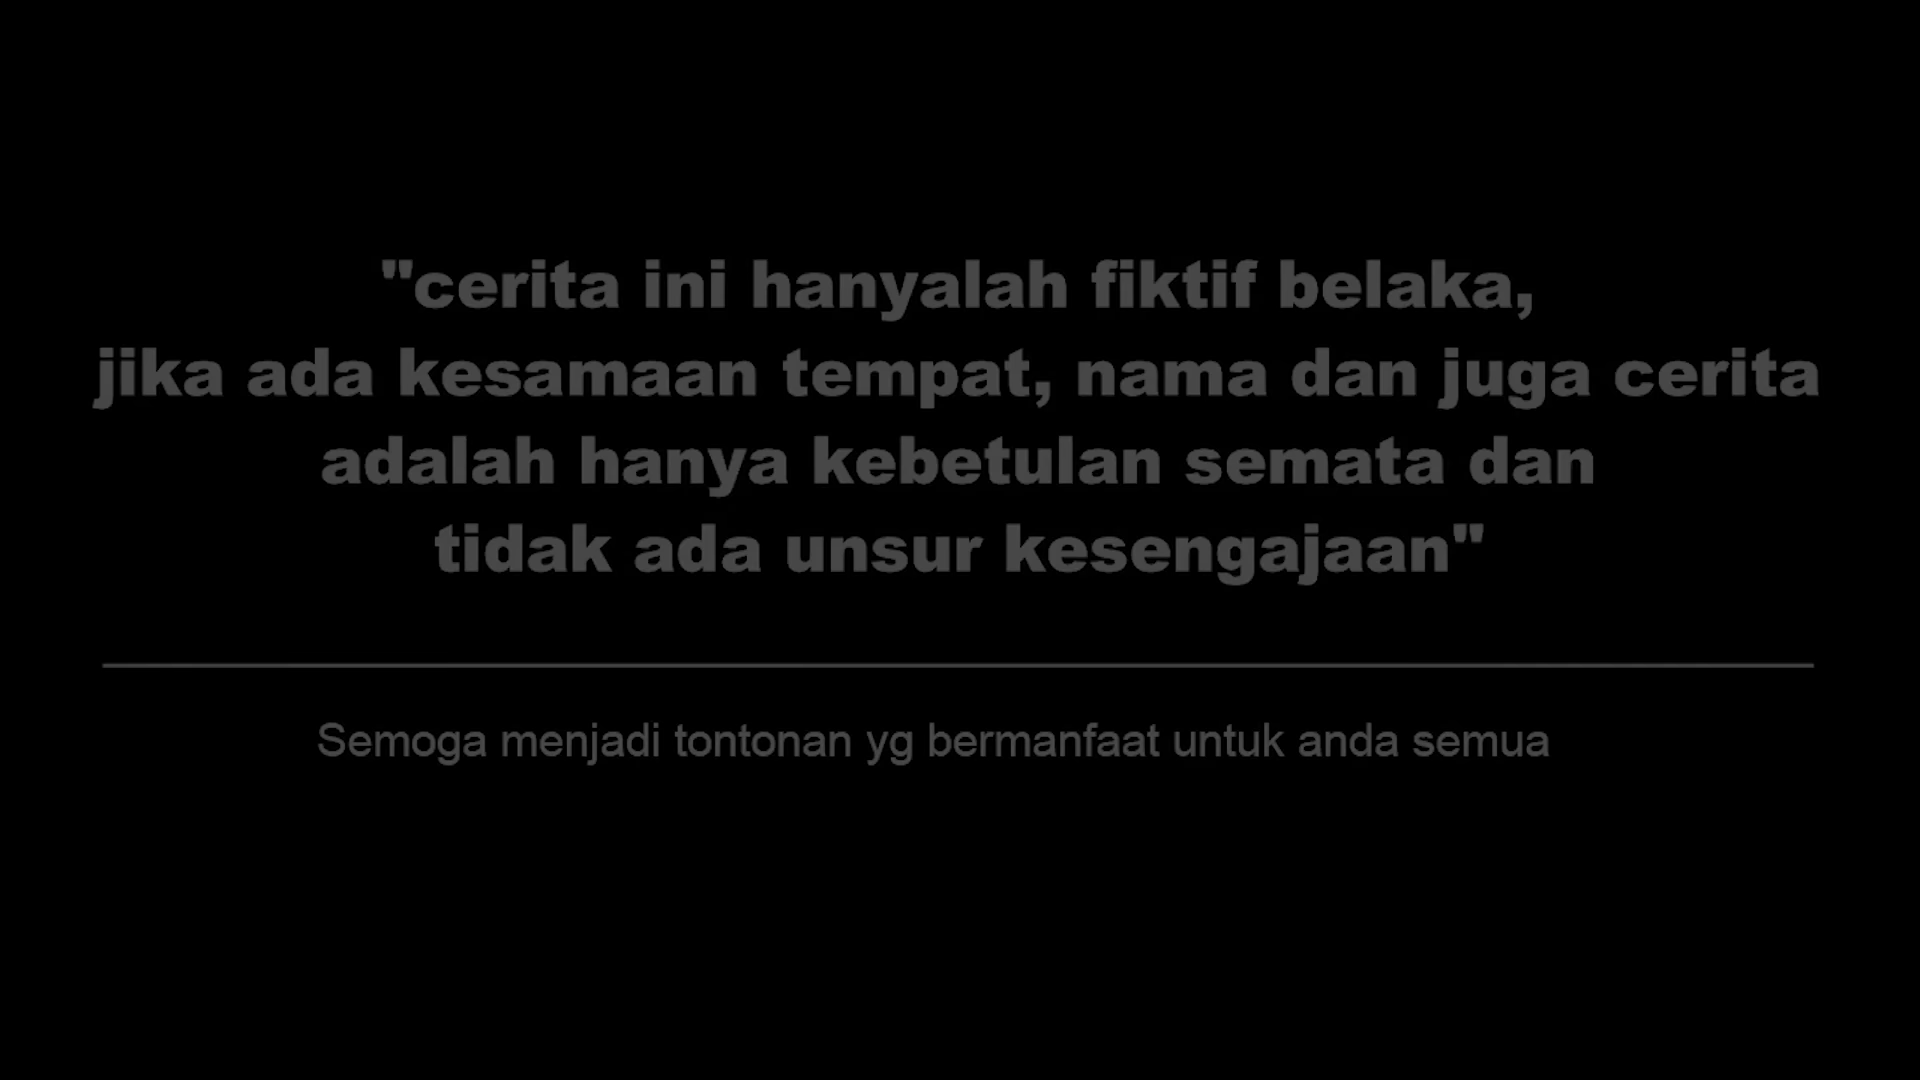 "cerita ini hanyalah fiktif belaka,
jika ada kesamaan tempat, nama dan juga cerita
adalah hanya kebetulan semata dan
tidak ada unsur kesengajaan"
Semoga menjadi tontonan yg bermanfaat untuk anda semua